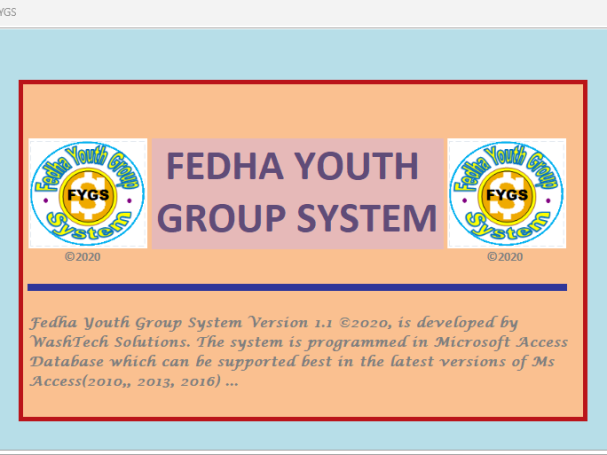 YGS
Fedha Youth Group
FYGS
System
FEDHA YOUTH
GROUP SYSTEM
Fedha Youth Group
FYGS
System
©2020
©2020
Fedha Youth Group System Version 1.1 ©2020, is developed by
WashTech Solutions. The system is programmed in Microsoft Access
Database which can be supported best in the latest versions of Ms
Access(2010,, 2013, 2016) ...